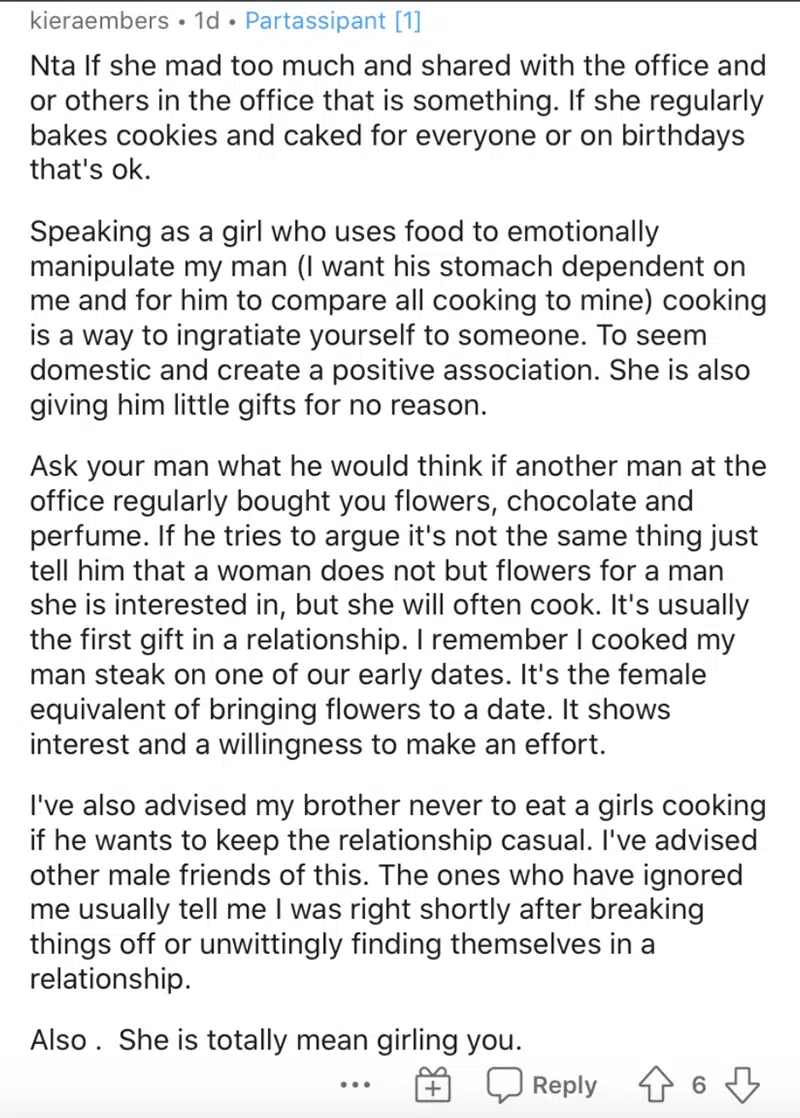 kieraembers • 1d • Partassipant [1]
Nta If she mad too much and shared with the office and
or others in the office that is something. If she regularly
bakes cookies and caked for everyone or on birthdays
that's ok.
Speaking as a girl who uses food to emotionally
manipulate my man (I want his stomach dependent on
me and for him to compare all cooking to mine) cooking
is a way to ingratiate yourself to someone. To seem
domestic and create a positive association. She is also
giving him little gifts for no reason.
Ask your man what he would think if another man at the
office regularly bought you flowers, chocolate and
perfume. If he tries to argue it's not the same thing just
tell him that a woman does not but flowers for a man
she is interested in, but she will often cook. It's usually
the first gift in a relationship. I remember I cooked my
man steak on one of our early dates. It's the female
equivalent of bringing flowers to a date. It shows
interest and a willingness to make an effort.
I've also advised my brother never to eat a girls cooking
if he wants to keep the relationship casual. I've advised
other male friends of this. The ones who have ignored
me usually tell me I was right shortly after breaking
things off or unwittingly finding themselves in a
relationship.
Also .  She is totally mean girling you.
... Reply 6